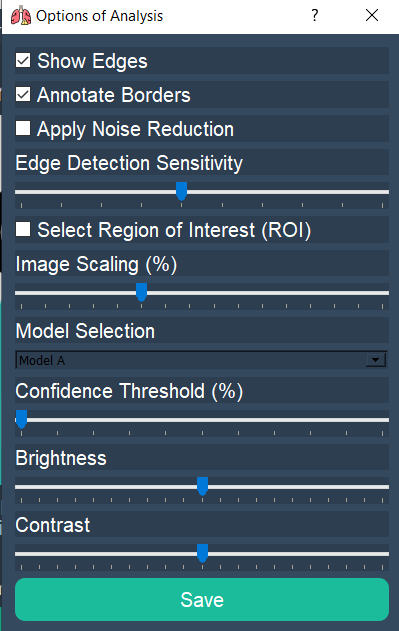 Options of Analysis ?
Show Edges
Annotate Borders
Apply Noise Reduction
Edge Detection Sensitivity
Select Region of Interest (ROI)
Image Scaling (%)
Model Selection
Model A
Confidence Threshold (%)
Brightness
Contrast
Save